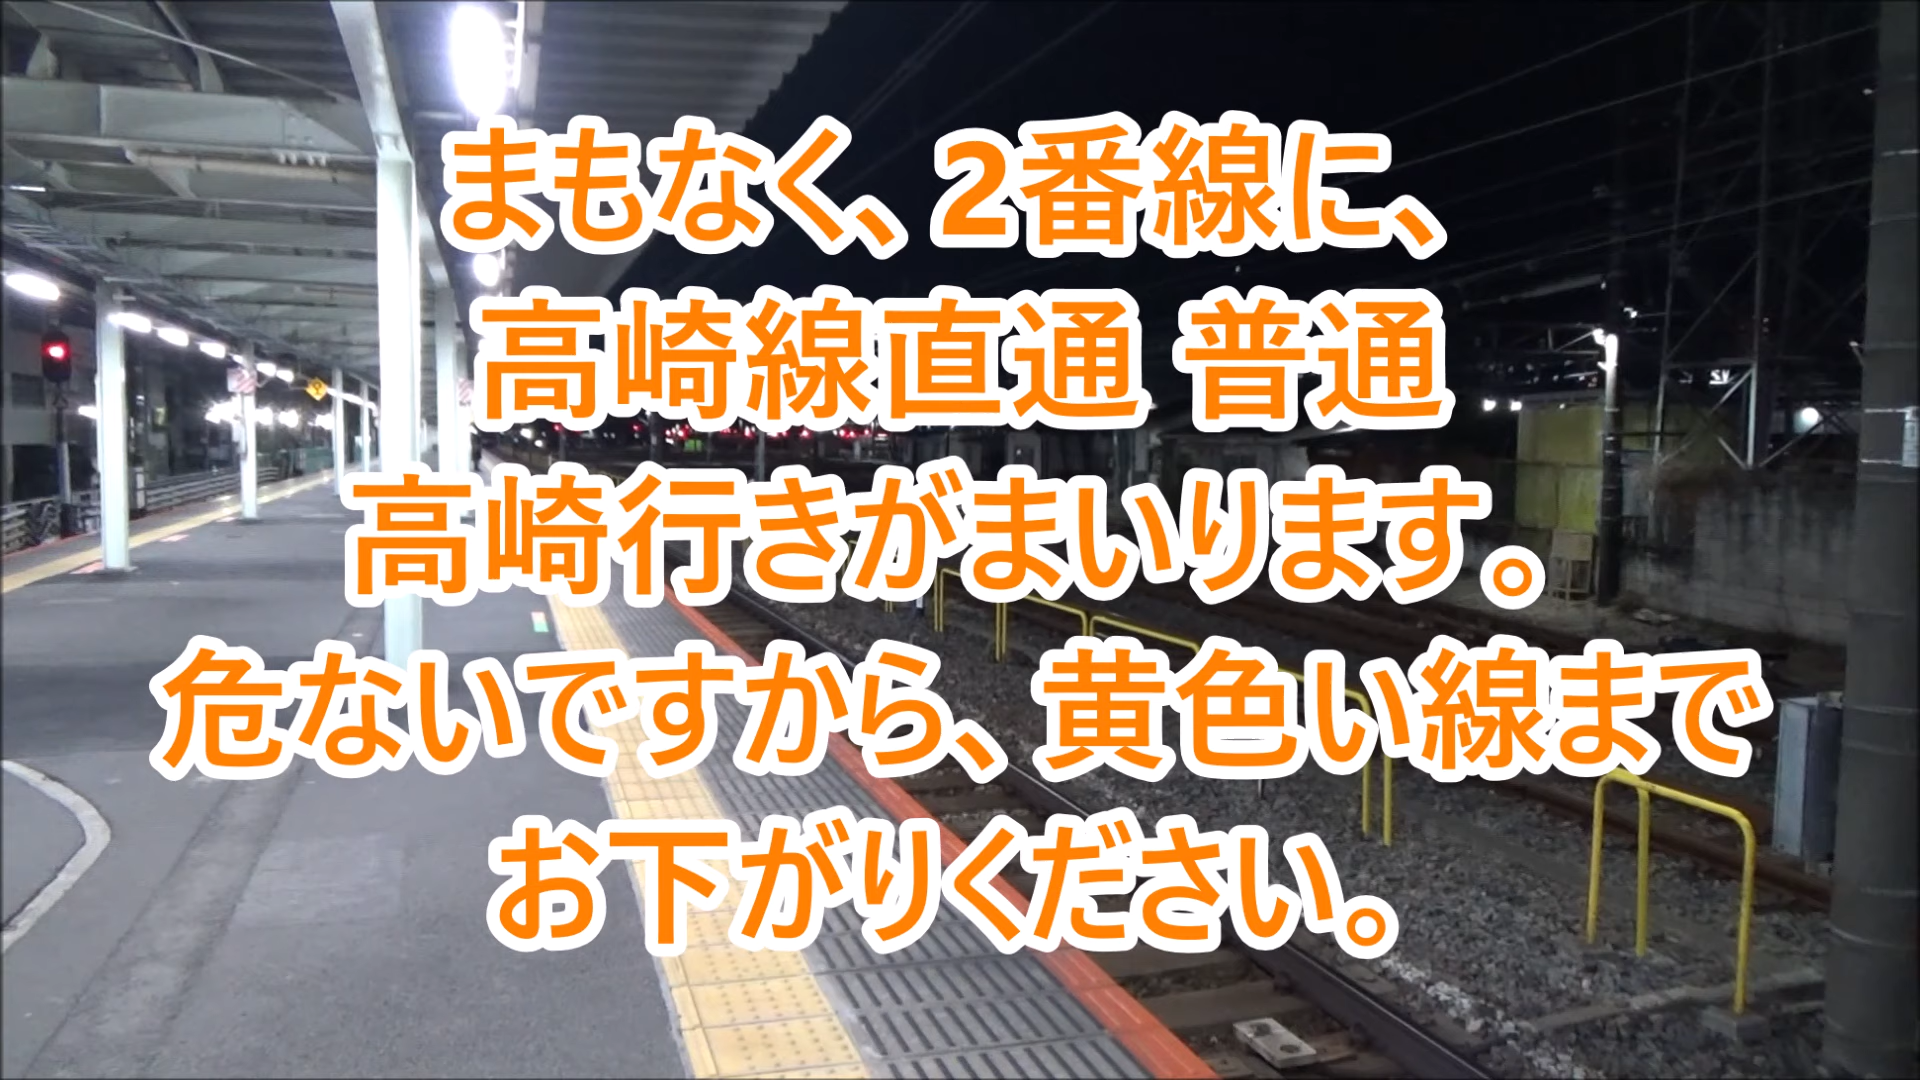 まもなく、2番線に、
高崎線直通 普通
高崎行きがまいります。
危ないですから、黄色い線まで
お下がりください。